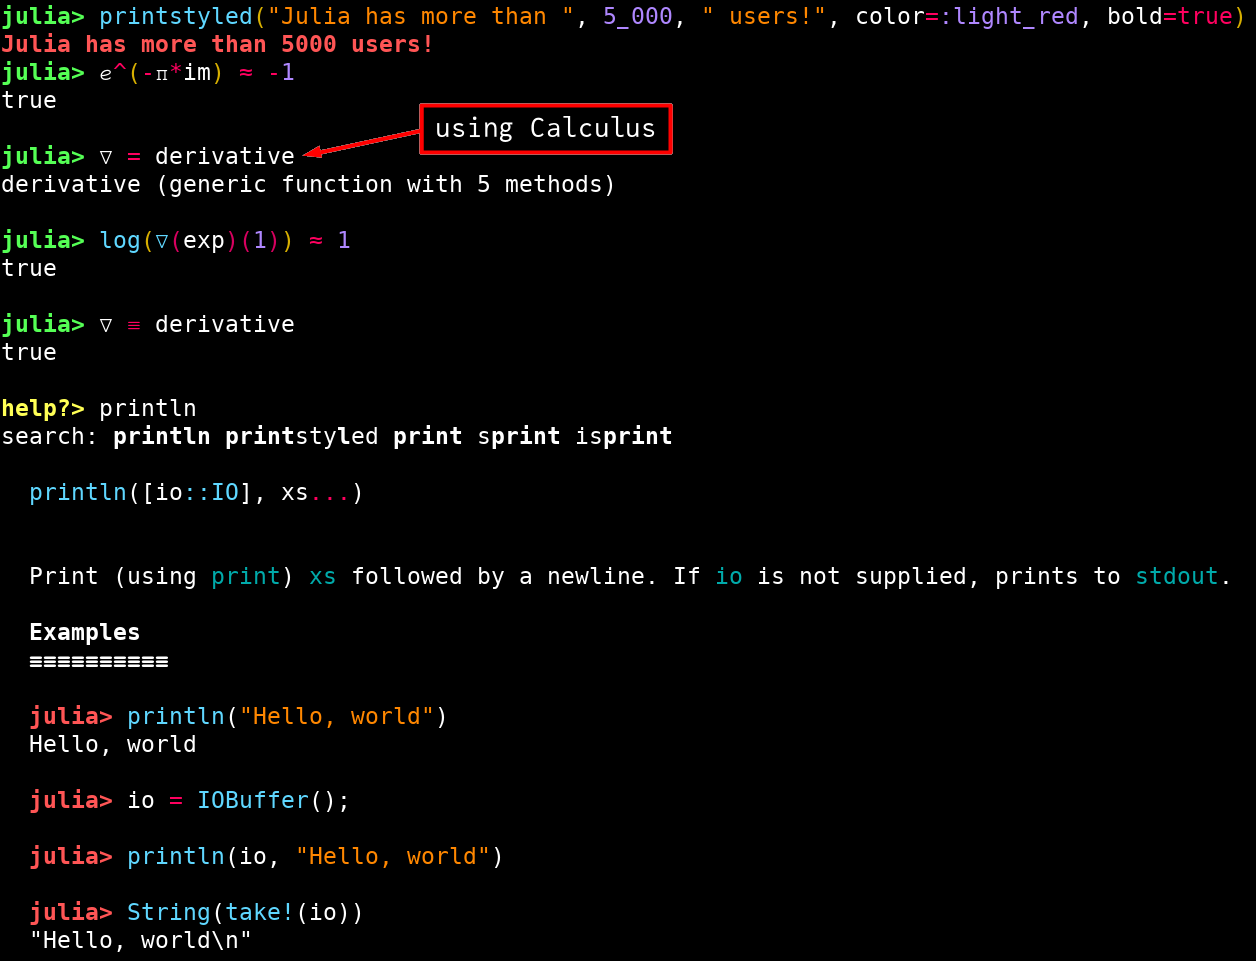 julia> printstyled("Julia has more than ", 5_000, " users!", color=:light_red, bold=true)
Julia has more than 5000 users!
julia> ℯ^(-π*im) ≈ -1
true
using Calculus
julia> ∇ = derivative
derivative (generic function with 5 methods)
julia> log(∇(exp)(1)) ≈ 1
true
julia> ∇ ≡ derivative
true
help?> println
search: println printstyled print sprint isprint
println([io::IO], xs...)
Print (using print) xs followed by a newline. If io is not supplied, prints to stdout.
Examples
≡≡≡≡≡≡≡≡≡≡
julia> println("Hello, world")
Hello, world
julia> io = IOBuffer();
julia> println(io, "Hello, world")
julia> String(take!(io))
"Hello, world\n"